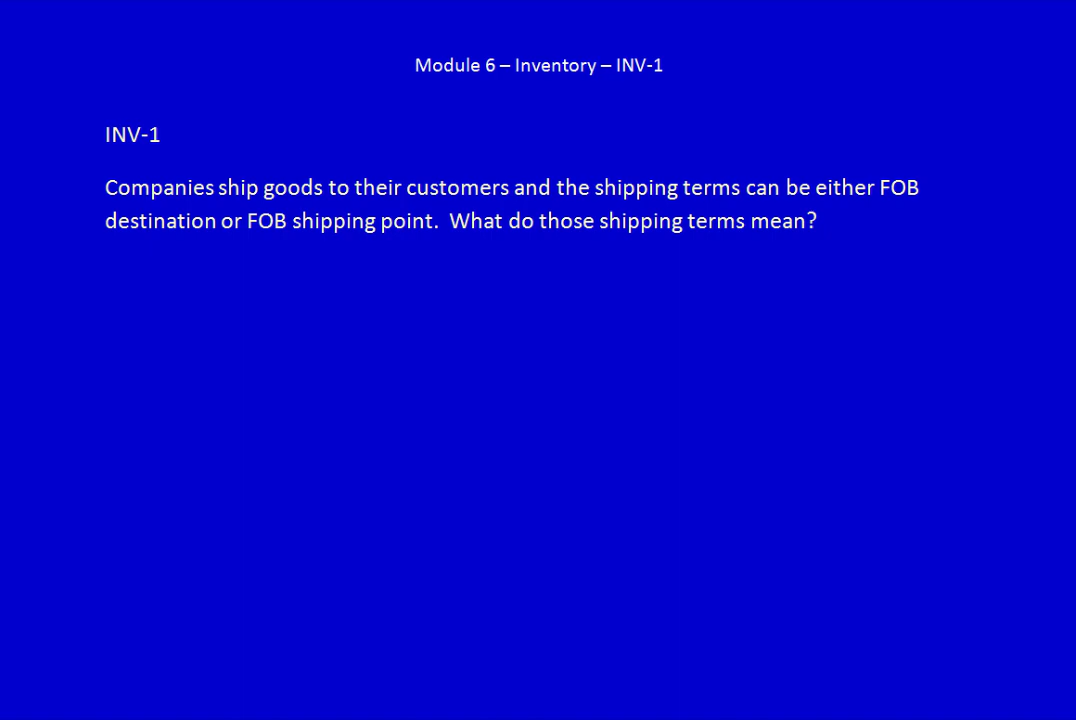 Module 6 – Inventory – INV-1
INV-1
Companies ship goods to their customers and the shipping terms can be either FOB
destination or FOB shipping point.  What do those shipping terms mean?